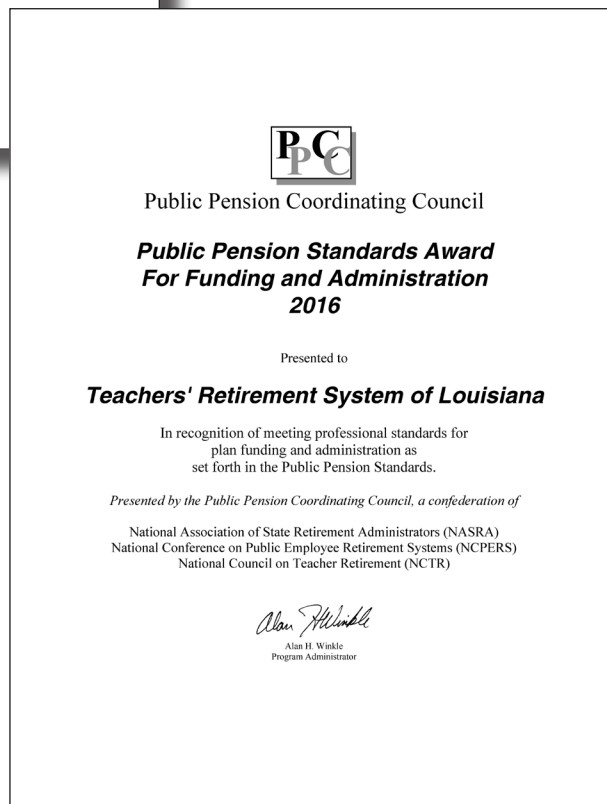 PPCC
Public Pension Coordinating Council
Public Pension Standards Award
For Funding and Administration
2016
Presented to
Teachers' Retirement System of Louisiana
In recognition of meeting professional standards for
plan funding and administration as
set forth in the Public Pension Standards.
Presented by the Public Pension Coordinating Council, a confederation of
National Association of State Retirement Administrators (NASRA)
National Conference on Public Employee Retirement Systems (NCPERS)
National Council on Teacher Retirement (NCTR)
Alan H Winkle
Alan H. Winkle
Program Administrator